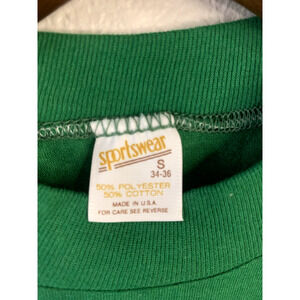 sportswear
S
34-36
50% POLYESTER
50% COTTON
MADE IN U.S.A.
FOR CARE SEE REVERSE